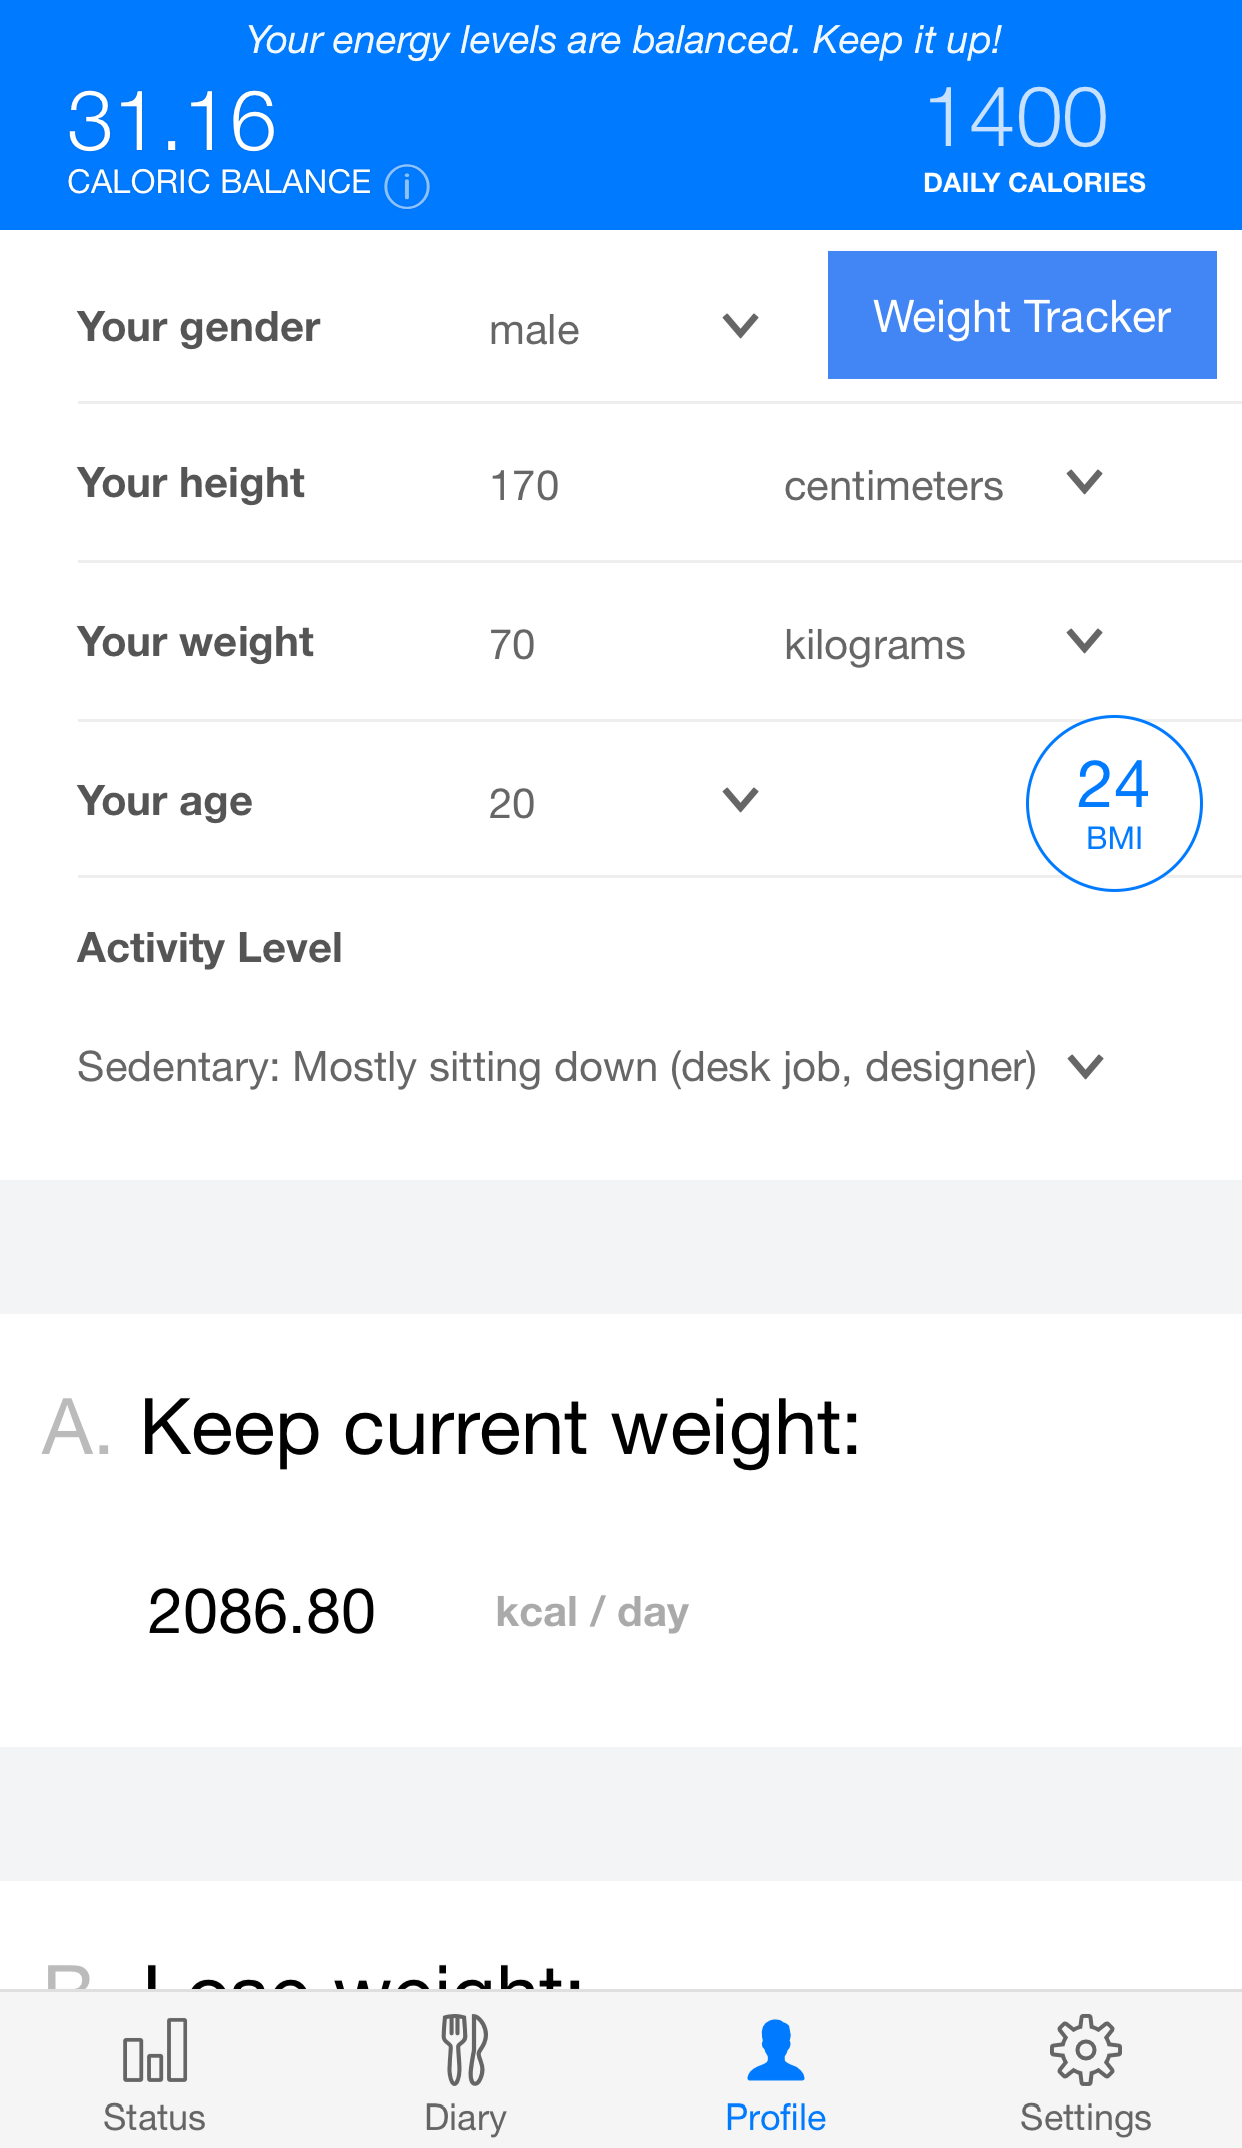 Your energy levels are balanced. Keep it up!
31.16
1400
CALORIC BALANCE i
DAILY CALORIES
Your gender male
Weight Tracker
Your height 170 centimeters
Your weight 70 kilograms
Your age 20
24
BMI
Activity Level
Sedentary: Mostly sitting down (desk job, designer)
A. Keep current weight:
2086.80 kcal / day
B. Lose weight:
Status Diary Profile Settings